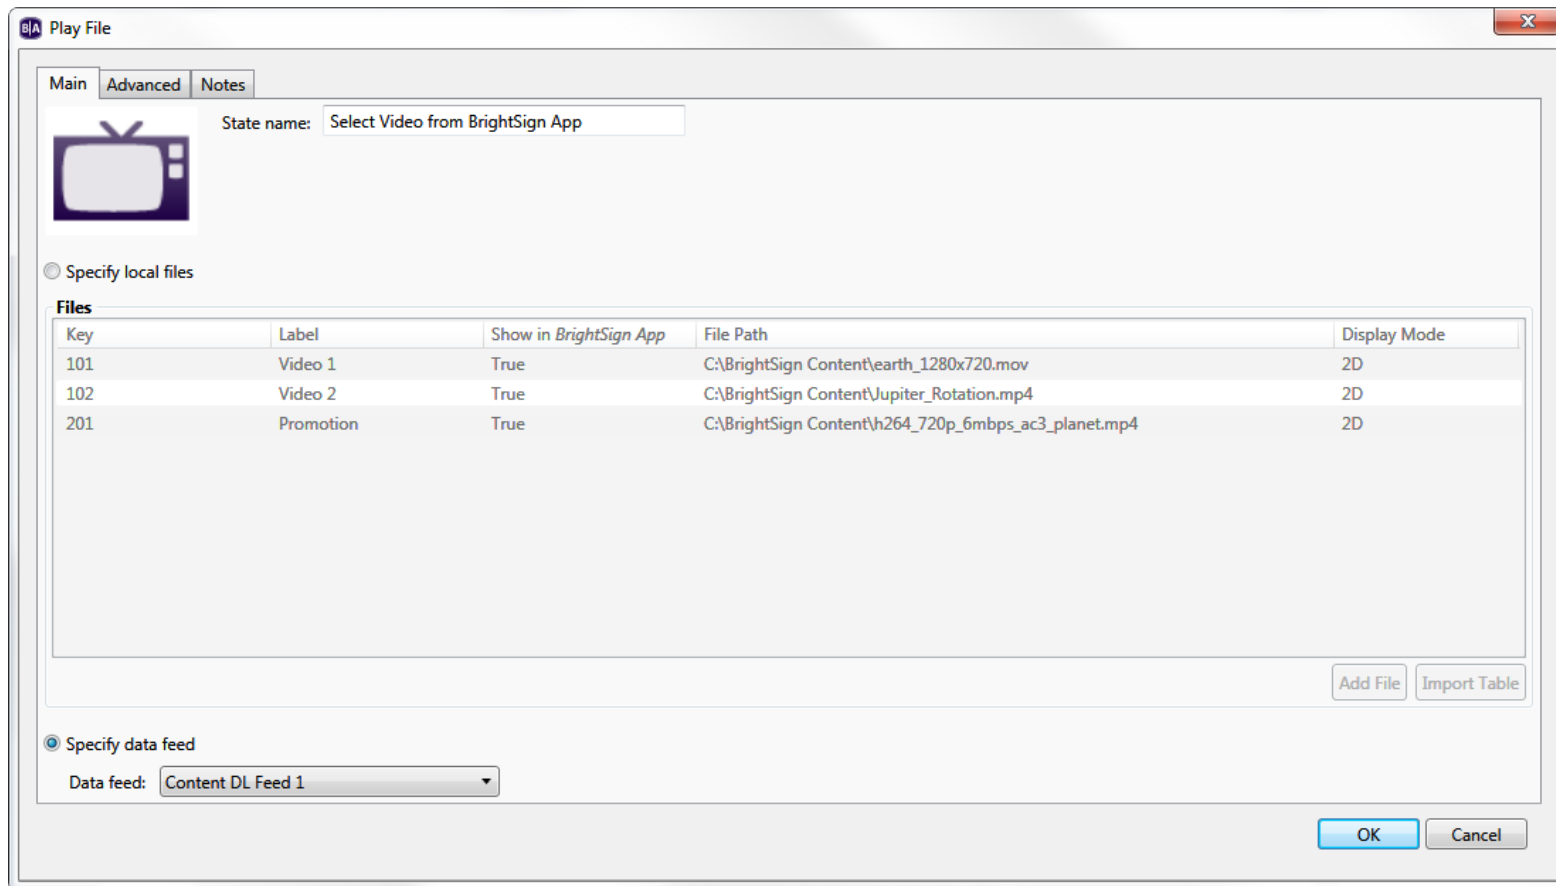 B|A Play File
Main Advanced Notes
State name: Select Video from BrightSign App
Specify local files
Files
Key Label Show in BrightSign App File Path Display Mode
101 Video 1 True C:\BrightSign Content\earth_1280x720.mov 2D
102 Video 2 True C:\BrightSign Content\Jupiter_Rotation.mp4 2D
201 Promotion True C:\BrightSign Content\h264_720p_6mbps_ac3_planet.mp4 2D
Add File Import Table
Specify data feed
Data feed: Content DL Feed 1
OK Cancel